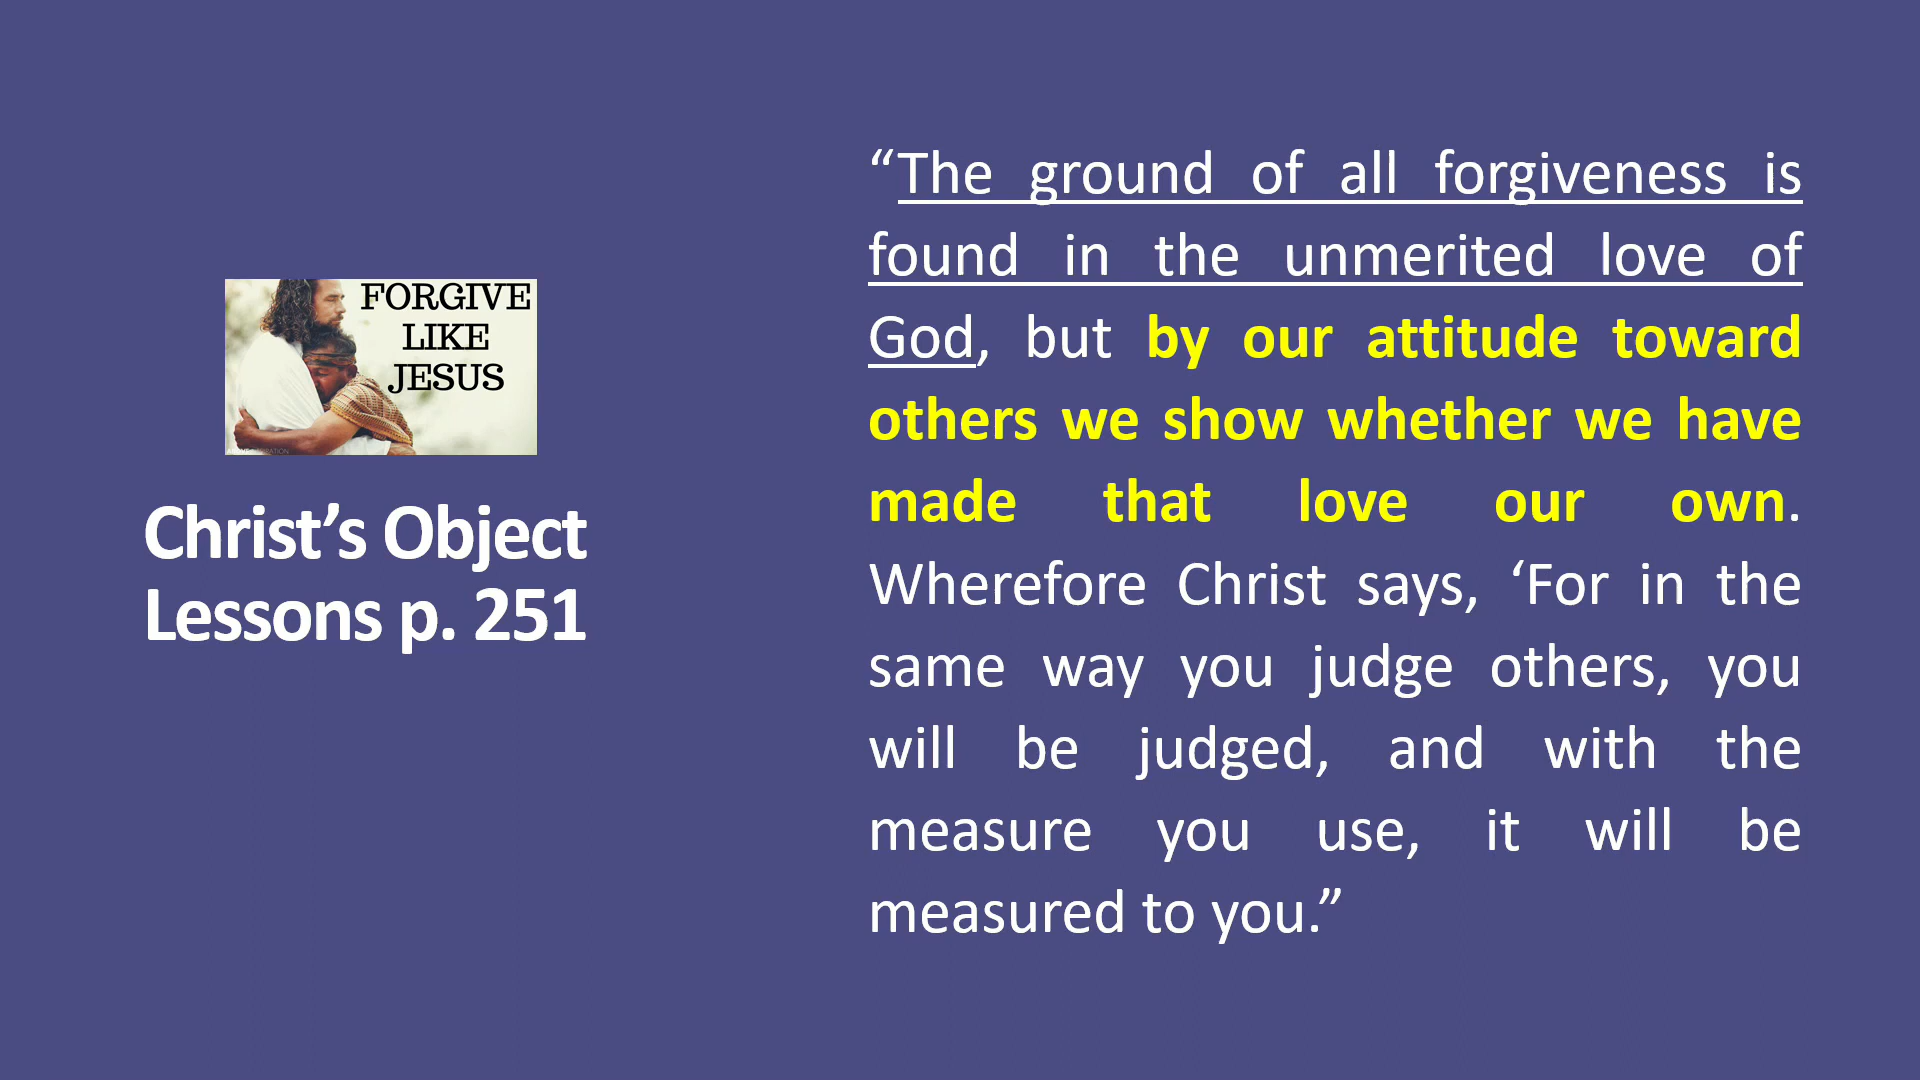 FORGIVE
LIKE
JESUS
Christ’s Object
Lessons p. 251
“The ground of all forgiveness is
found in the unmerited love of
God, but by our attitude toward
others we show whether we have
made that love our own.
Wherefore Christ says, ‘For in the
same way you judge others, you
will be judged, and with the
measure you use, it will be
measured to you.”